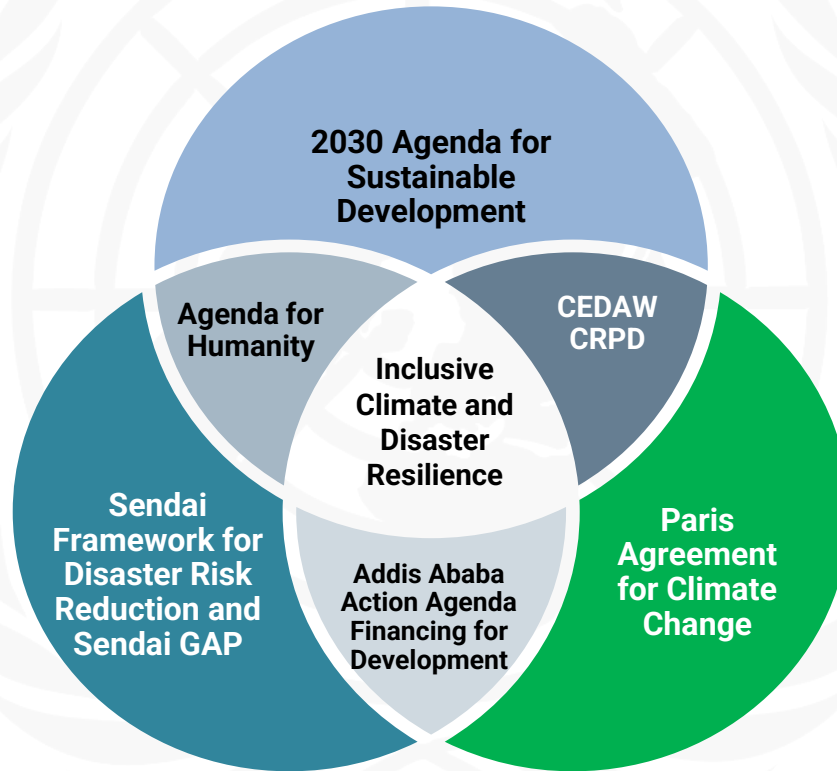 2030 Agenda for
Sustainable
Development
Agenda for
Humanity
CEDAW
CRPD
Inclusive
Climate and
Disaster
Resilience
Sendai
Framework for
Disaster Risk
Reduction and
Sendai GAP
Paris
Agreement
for Climate
Change
Addis Ababa
Action Agenda
Financing for
Development